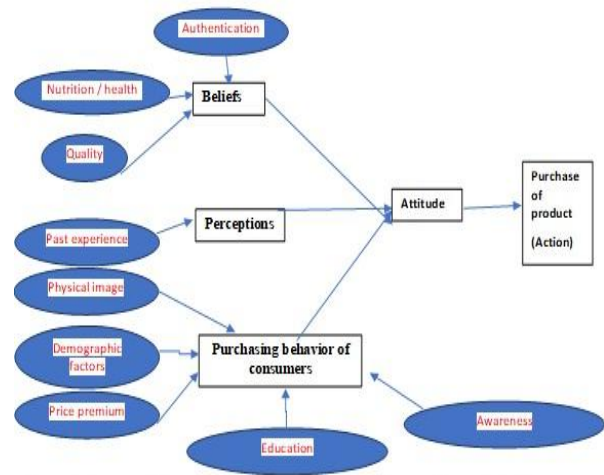 Authentication
Nutrition / health
Beliefs
Quality
Purchase
of
product
(Action)
Attitude
Perceptions
Past experience
Physical image
Demographic
factors
Purchasing behavior of
consumers
Price premium
Awareness
Education